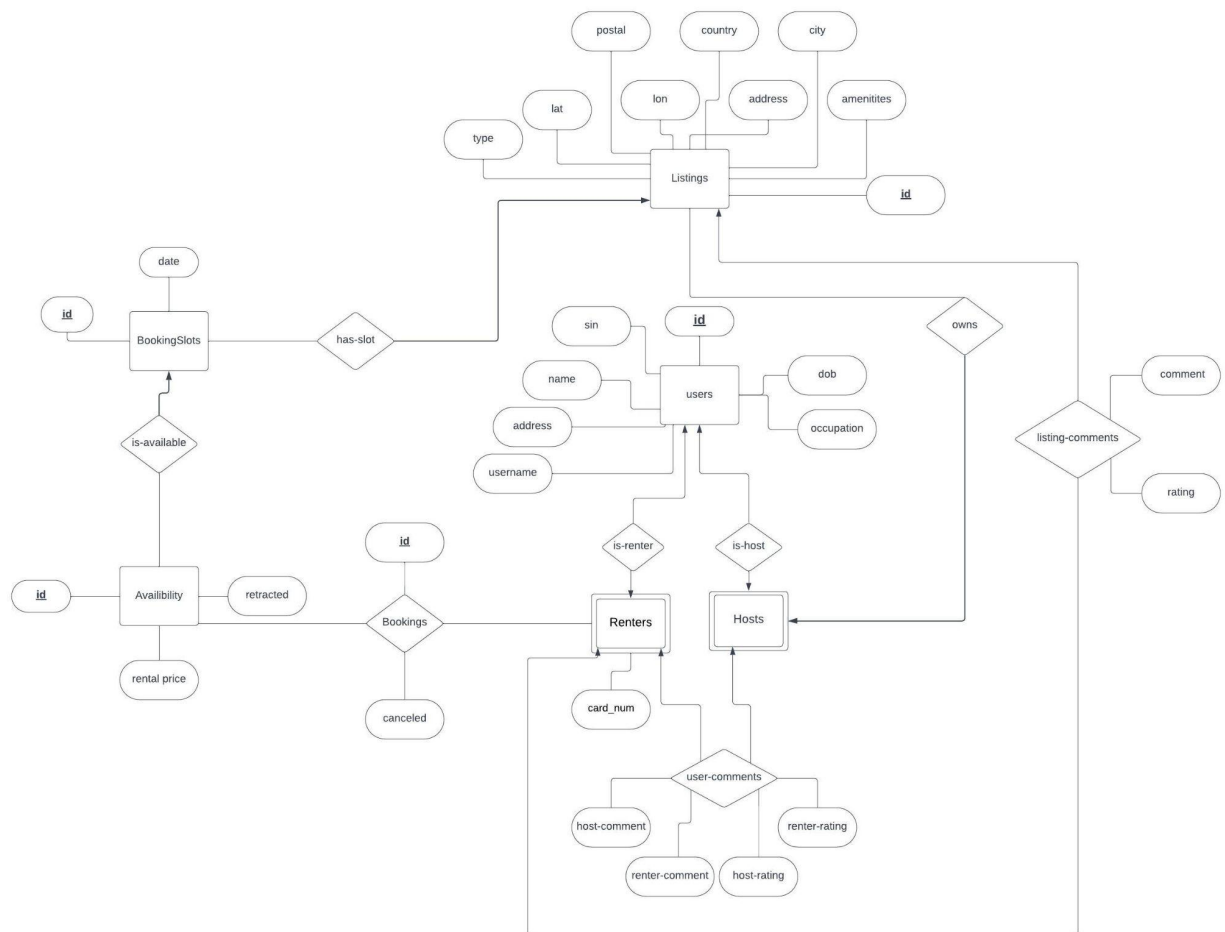 postal
country
city
lat
lon
address
amenitites
type
Listings
id
date
id
BookingSlots
has-slot
sin
id
owns
name
users
dob
comment
address
occupation
is-available
listing-comments
username
rating
id
is-renter
is-host
id
Availibility
retracted
Bookings
Renters
Hosts
rental price
canceled
card_num
user-comments
host-comment
renter-rating
renter-comment
host-rating